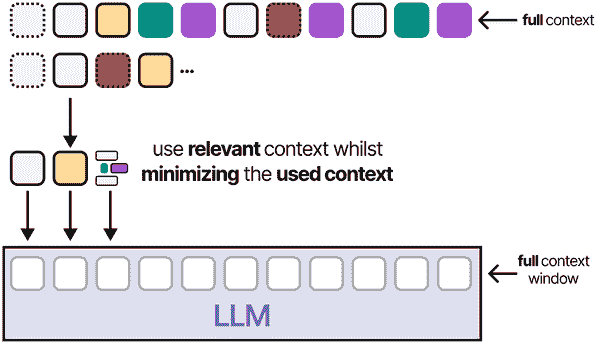 full context
...
use relevant context whilst
minimizing the used context
full context
window
LLM